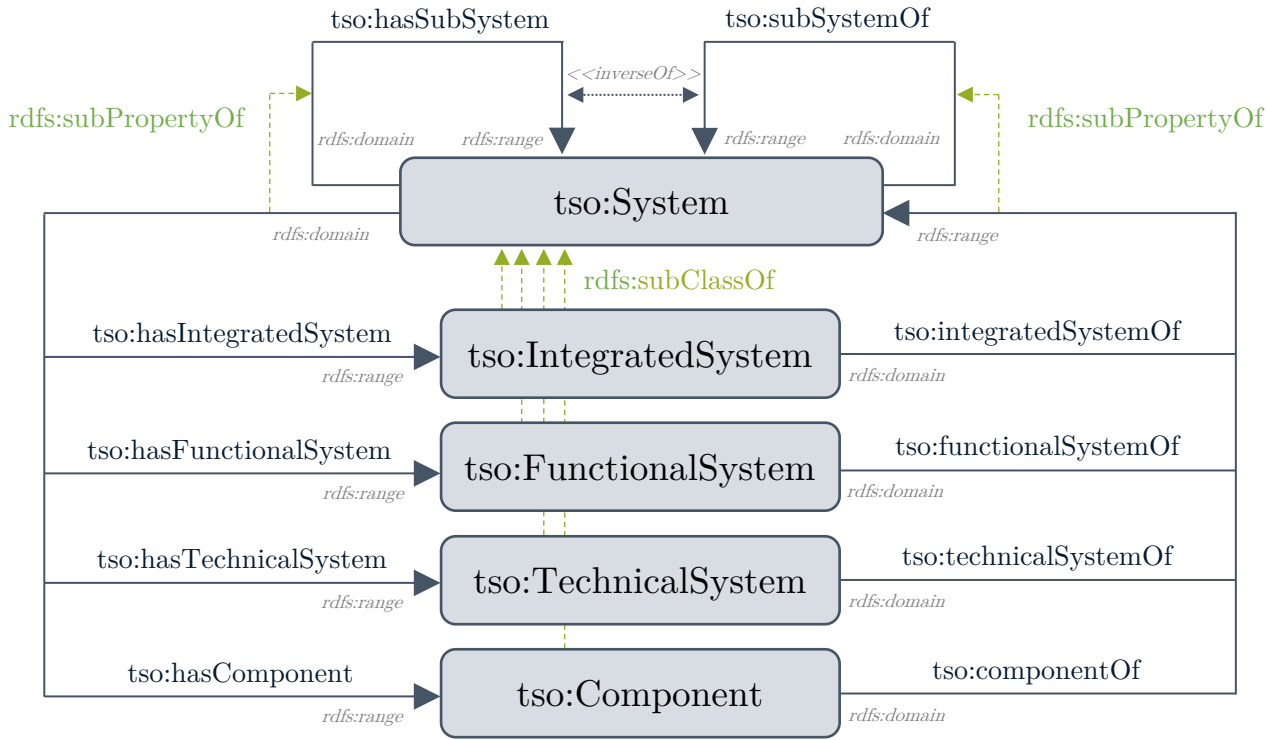 tso:hasSubSystem
tso:subSystemOf
<<inverseOf>>
rdfs:subPropertyOf
rdfs:subPropertyOf
rdfs:domain
rdfs:range
rdfs:range
rdfs:domain
tso:System
rdfs:domain
rdfs:range
rdfs:subClassOf
tso:hasIntegratedSystem
tso:IntegratedSystem
tso:integratedSystemOf
rdfs:range
rdfs:domain
tso:hasFunctionalSystem
tso:FunctionalSystem
tso:functionalSystemOf
rdfs:range
rdfs:domain
tso:hasTechnicalSystem
tso:TechnicalSystem
tso:technicalSystemOf
rdfs:range
rdfs:domain
tso:hasComponent
tso:Component
tso:componentOf
rdfs:range
rdfs:domain